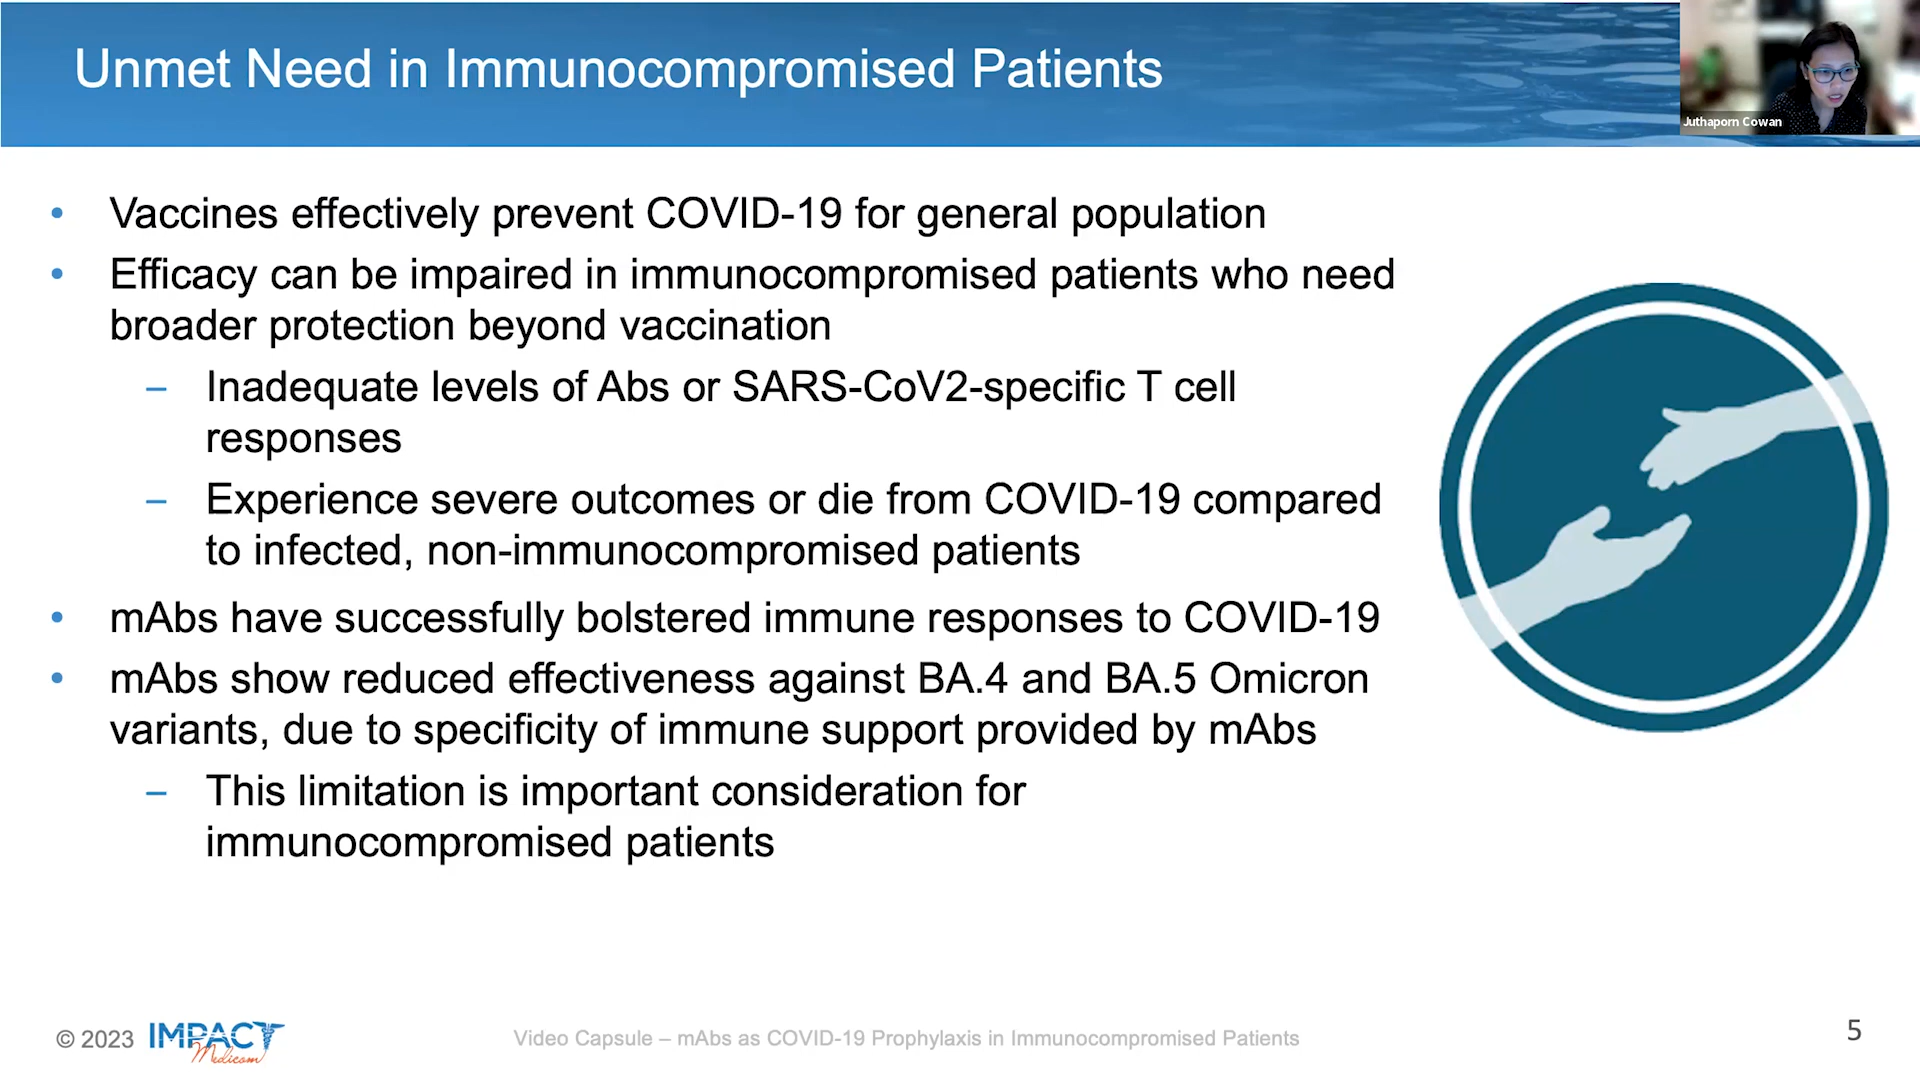 Unmet Need in Immunocompromised Patients
Juthaporn Cowan
• Vaccines effectively prevent COVID-19 for general population
• Efficacy can be impaired in immunocompromised patients who need
broader protection beyond vaccination
– Inadequate levels of Abs or SARS-CoV2-specific T cell
responses
– Experience severe outcomes or die from COVID-19 compared
to infected, non-immunocompromised patients
• mAbs have successfully bolstered immune responses to COVID-19
• mAbs show reduced effectiveness against BA.4 and BA.5 Omicron
variants, due to specificity of immune support provided by mAbs
– This limitation is important consideration for
immunocompromised patients
© 2023 IMPACT
Medicom
Video Capsule – mAbs as COVID-19 Prophylaxis in Immunocompromised Patients
5